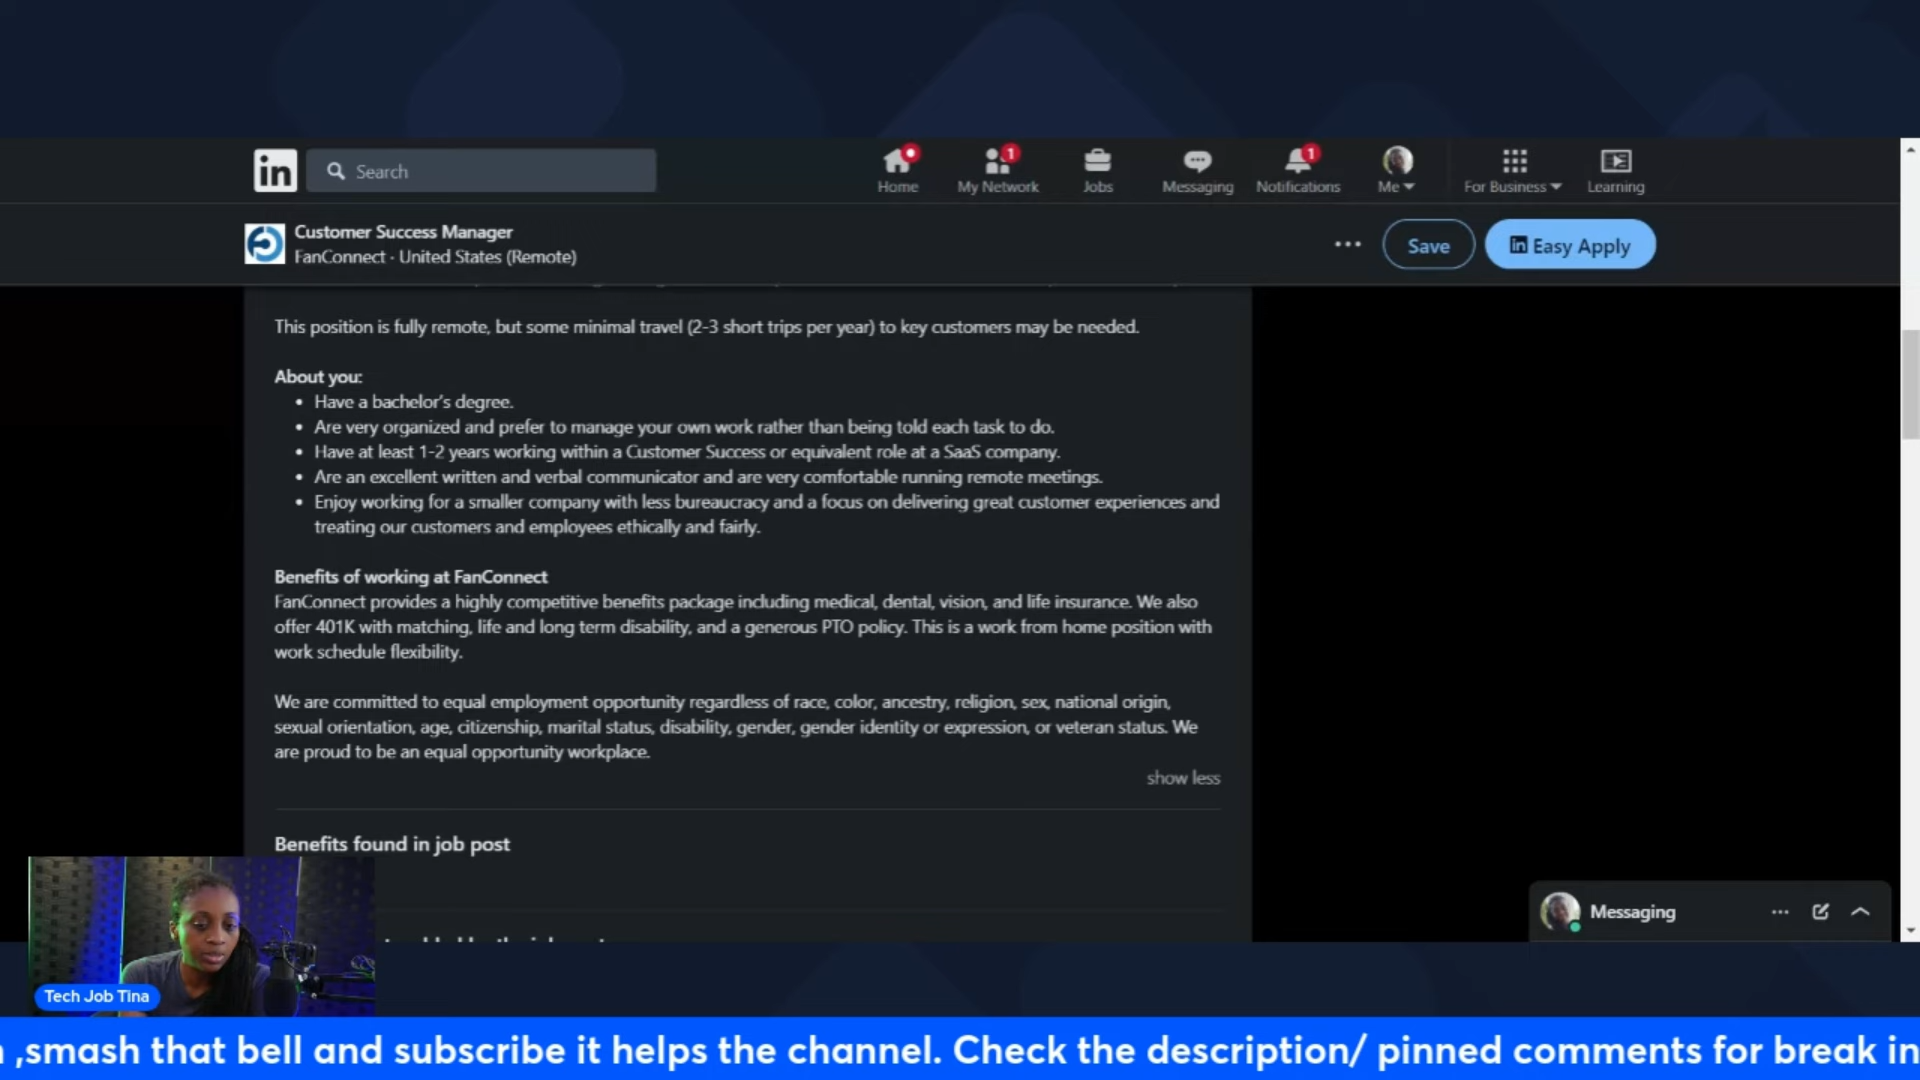 in
Search
Home
1
My Network
Jobs
Messaging
1
Notifications
Me
For Business
Learning
Customer Success Manager
FanConnect · United States (Remote)
...
Save
in Easy Apply
This position is fully remote, but some minimal travel (2-3 short trips per year) to key customers may be needed.
About you:
• Have a bachelor's degree.
• Are very organized and prefer to manage your own work rather than being told each task to do.
• Have at least 1-2 years working within a Customer Success or equivalent role at a SaaS company.
• Are an excellent written and verbal communicator and are very comfortable running remote meetings.
• Enjoy working for a smaller company with less bureaucracy and a focus on delivering great customer experiences and
treating our customers and employees ethically and fairly.
Benefits of working at FanConnect
FanConnect provides a highly competitive benefits package including medical, dental, vision, and life insurance. We also
offer 401K with matching, life and long term disability, and a generous PTO policy. This is a work from home position with
work schedule flexibility.
We are committed to equal employment opportunity regardless of race, color, ancestry, religion, sex, national origin,
sexual orientation, age, citizenship, marital status, disability, gender, gender identity or expression, or veteran status. We
are proud to be an equal opportunity workplace.
show less
Benefits found in job post
Messaging
...
Tech Job Tina
,smash that bell and subscribe it helps the channel. Check the description/ pinned comments for break in